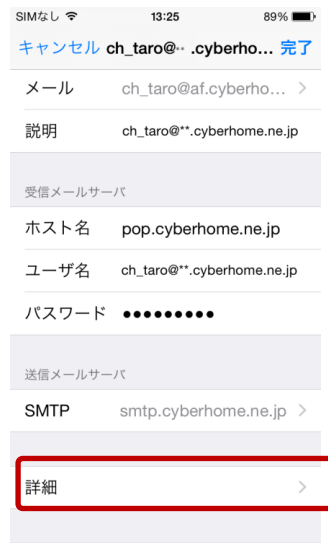 SIMなし 13:25 89%
キャンセル ch_taro@** .cyberho... 完了
メール ch_taro@af.cyberho...
説明 ch_taro@**.cyberhome.ne.jp
受信メールサーバ
ホスト名 pop.cyberhome.ne.jp
ユーザ名 ch_taro@**.cyberhome.ne.jp
パスワード ●●●●●●●●●
送信メールサーバ
SMTP smtp.cyberhome.ne.jp
詳細